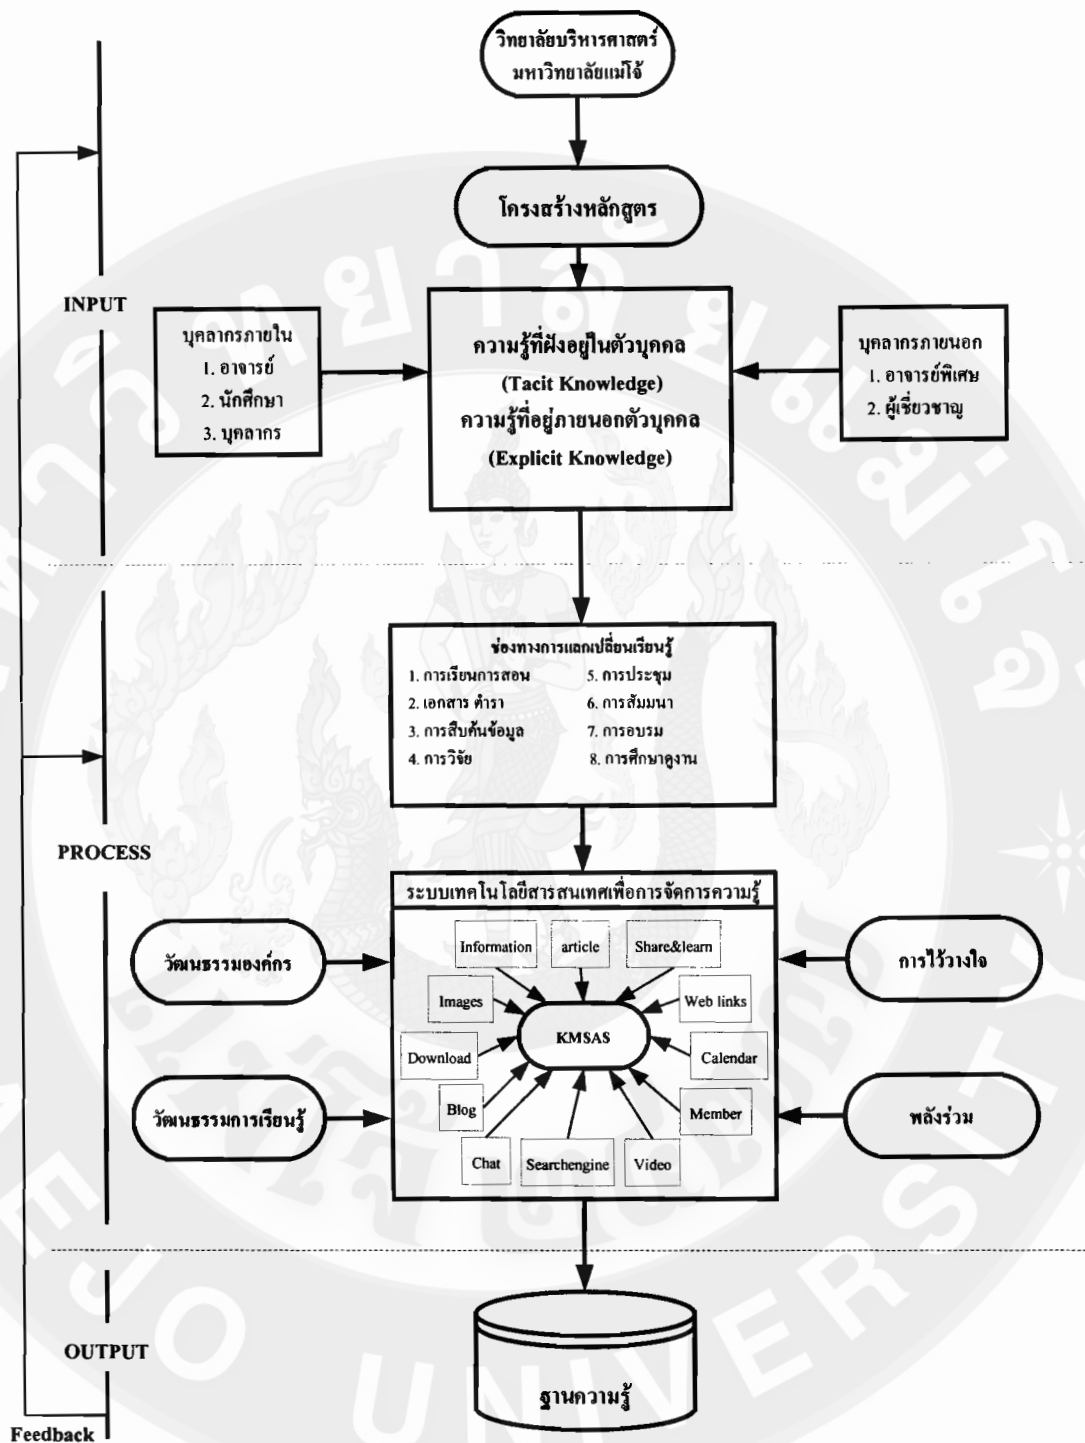 วิทยาลัยบริหารศาสตร์
มหาวิทยาลัยแม่โจ้
โครงสร้างหลักสูตร
INPUT
บุคลากรภายใน
1. อาจารย์
2. นักศึกษา
3. บุคลากร
ความรู้ที่ฝังอยู่ในตัวบุคคล
(Tacit Knowledge)
ความรู้ที่อยู่ภายนอกตัวบุคคล
(Explicit Knowledge)
บุคลากรภายนอก
1. อาจารย์พิเศษ
2. ผู้เชี่ยวชาญ
ช่องทางการแลกเปลี่ยนเรียนรู้
1. การเรียนการสอน
2. เอกสาร ตำรา
3. การสืบค้นข้อมูล
4. การวิจัย
5. การประชุม
6. การสัมมนา
7. การอบรม
8. การศึกษาดูงาน
PROCESS
ระบบเทคโนโลยีสารสนเทศเพื่อการจัดการความรู้
Information
article
Share&learn
Images
Web links
KMSAS
Download
Calendar
Blog
Member
Chat
Searchengine
Video
วัฒนธรรมองค์กร
วัฒนธรรมการเรียนรู้
การไว้วางใจ
พลังร่วม
OUTPUT
ฐานความรู้
Feedback
มหาวิทยาลัยแม่โจ้
MAEJO UNIVERSITY